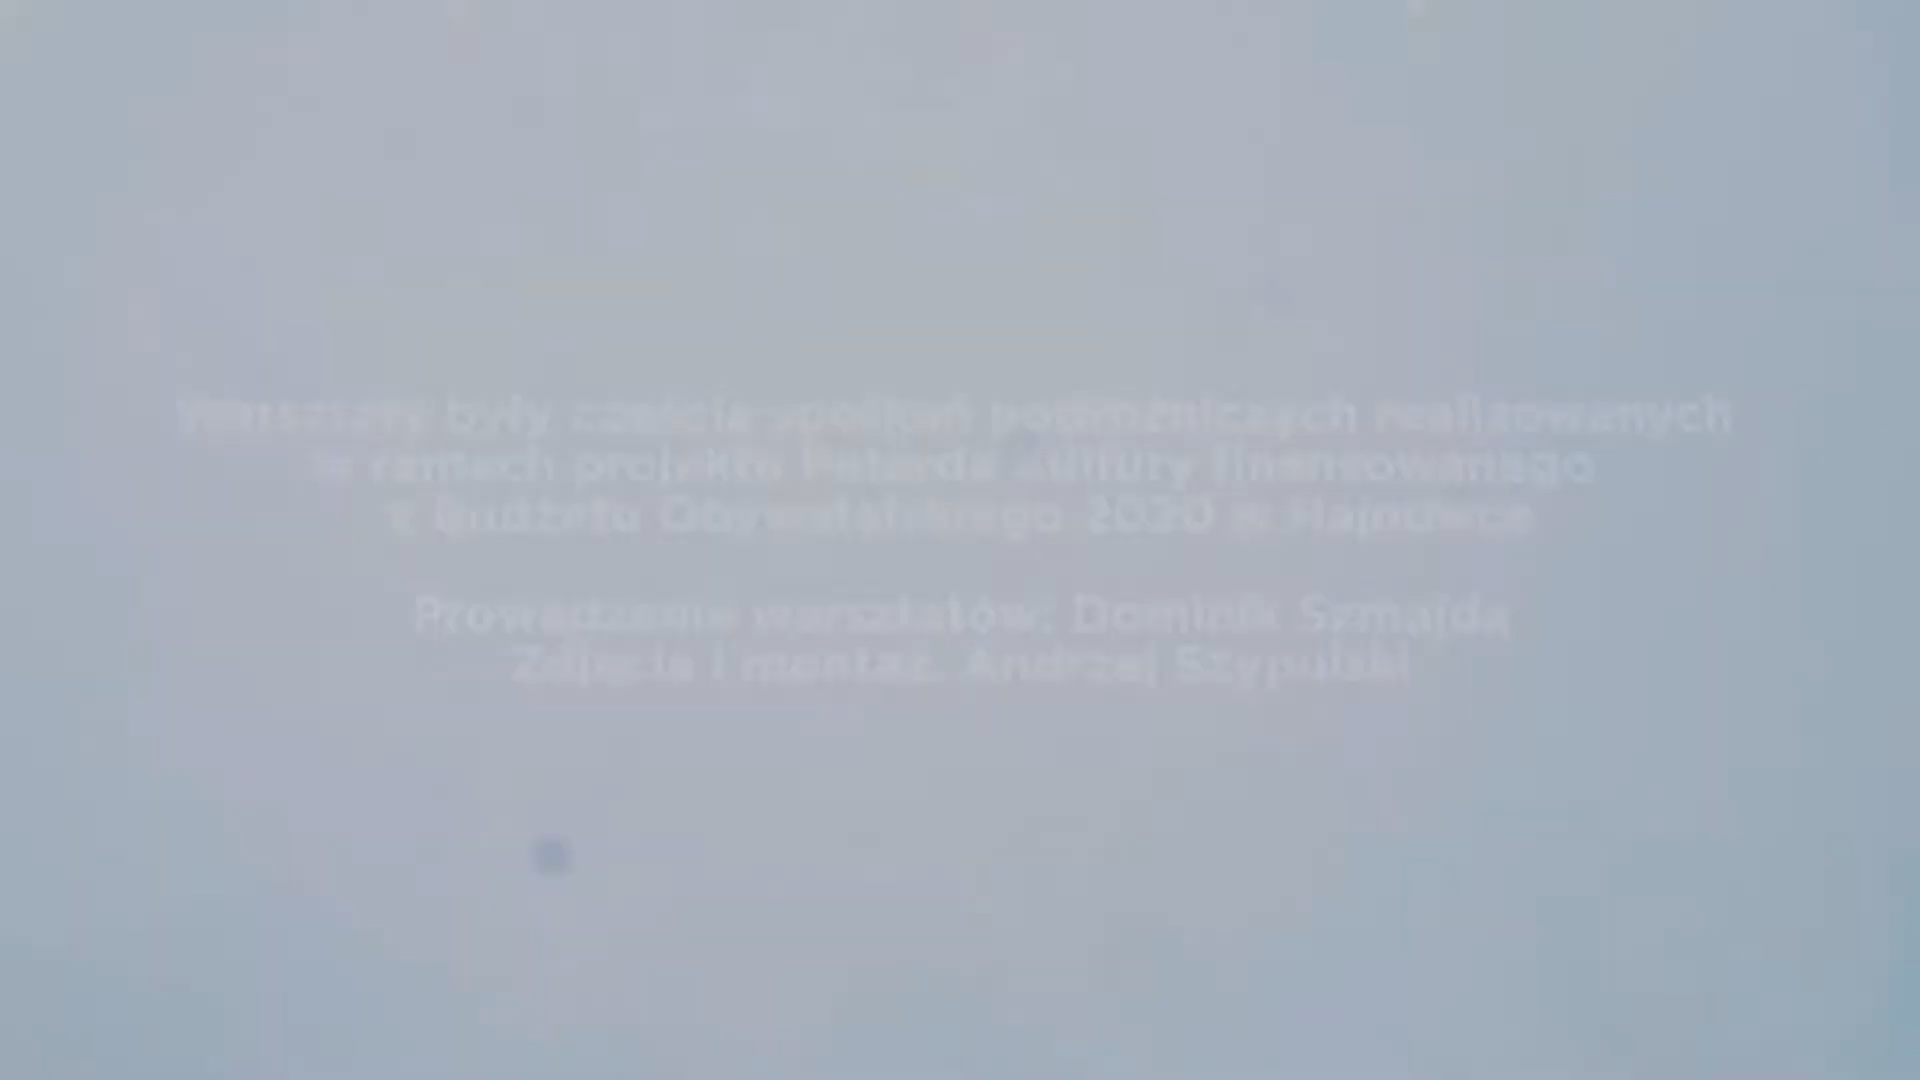 Warsztaty były częścią spotkań podróżniczych realizowanych
w ramach projektu Petarda Kultury finansowanego
z Budżetu Obywatelskiego 2020 w Hajnówce
Prowadzenie warsztatów: Dominik Szmajda
Zdjęcia i montaż: Andrzej Szypulski